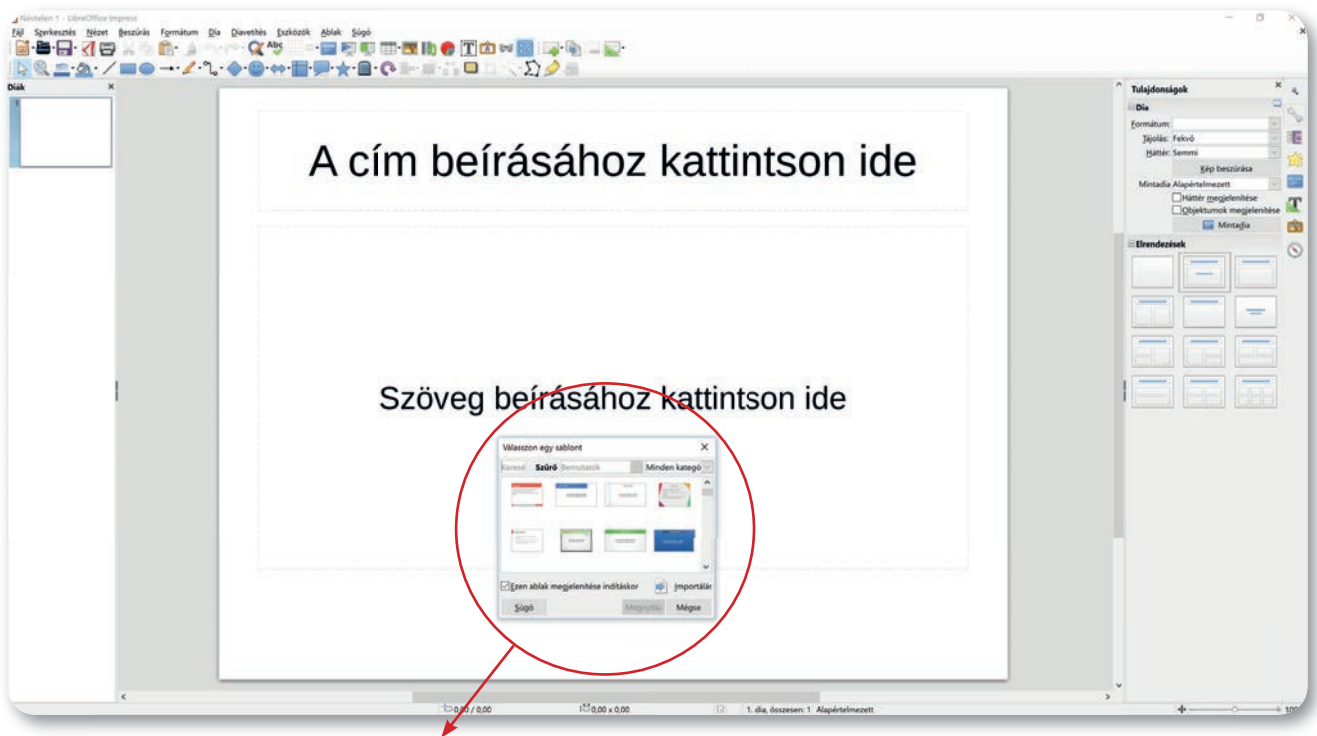 Névtelen 1 - LibreOffice Impress
Fájl Szerkesztés Nézet Beszúrás Formátum Dia Diavetítés Eszközök Ablak Súgó
Diák
1
A cím beírásához kattintson ide
Szöveg beírásához kattintson ide
Válasszon egy sablont
Keresé Szűrő Bemutatók Minden kategó
Ezen ablak megjelenítése indításkor Importálár
Súgó Megnyitás Mégse
Tulajdonságok
Dia
Formátum:
Tájolás: Fekvő
Háttér: Semmi
Kép beszúrása
Mintadia Alapértelmezett
Háttér megjelenítése
Objektumok megjelenítése
Mintadia
Elrendezések
0,00 / 0,00 0,00 x 0,00 1. dia, összesen: 1 Alapértelmezett